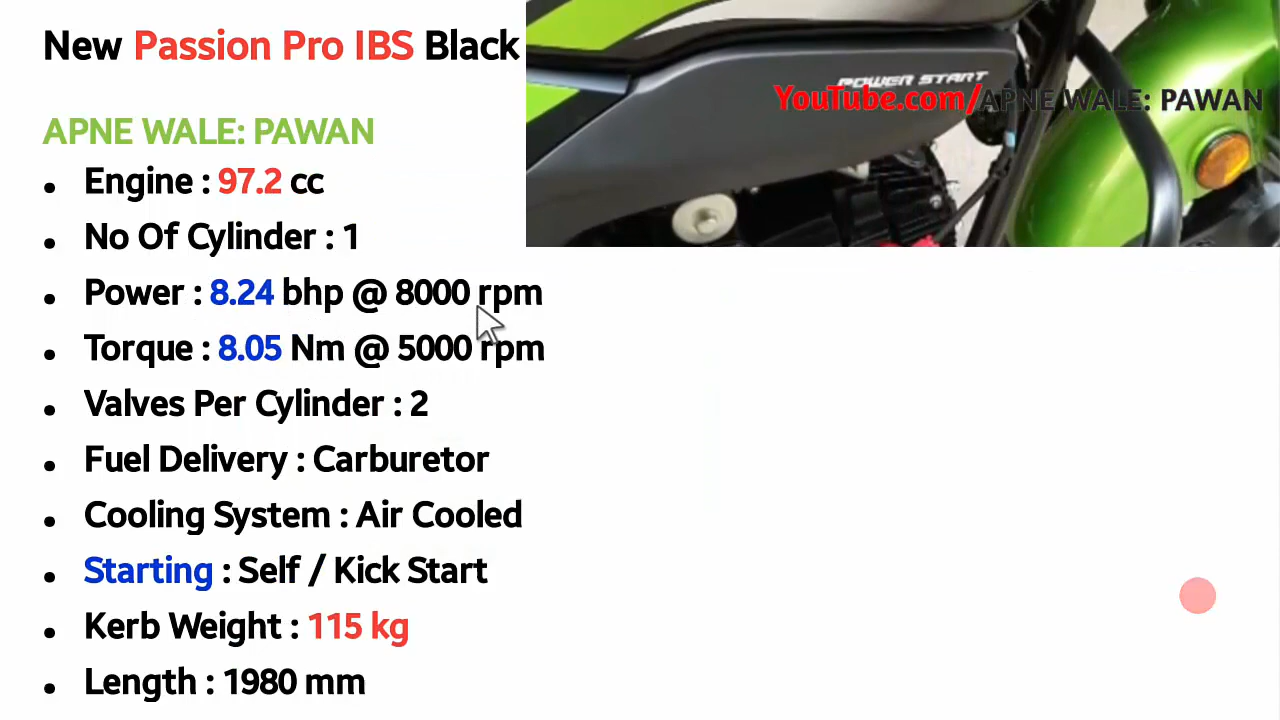 New Passion Pro IBS Black
POWER START
YouTube.com/APNE WALE: PAWAN
APNE WALE: PAWAN
• Engine : 97.2 cc
• No Of Cylinder : 1
• Power : 8.24 bhp @ 8000 rpm
• Torque : 8.05 Nm @ 5000 rpm
• Valves Per Cylinder : 2
• Fuel Delivery : Carburetor
• Cooling System : Air Cooled
• Starting : Self / Kick Start
• Kerb Weight : 115 kg
• Length : 1980 mm